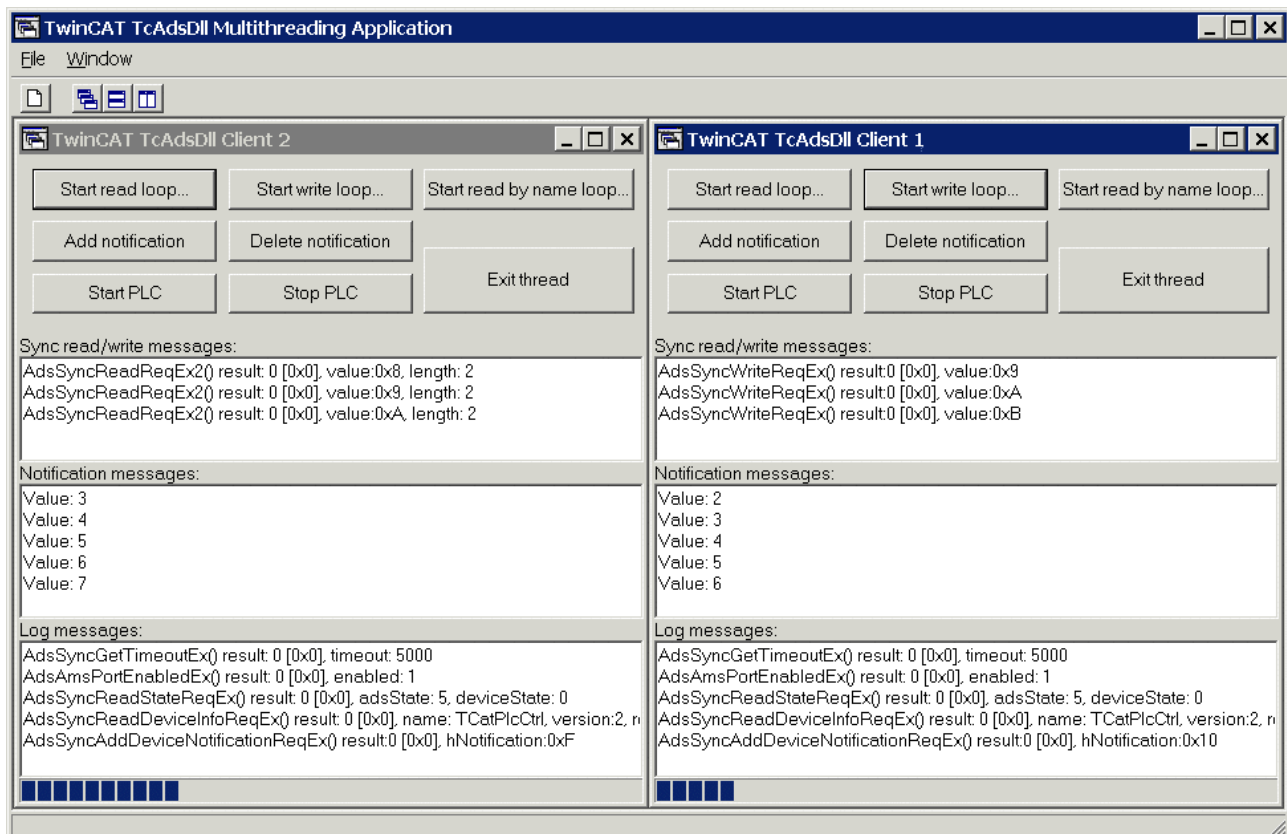 TwinCAT TcAdsDll Multithreading Application
File Window
TwinCAT TcAdsDll Client 2
Start read loop... Start write loop... Start read by name loop...
Add notification Delete notification
Exit thread
Start PLC Stop PLC
Sync read/write messages:
AdsSyncReadReqEx2() result: 0 [0x0], value:0x8, length: 2
AdsSyncReadReqEx2() result: 0 [0x0], value:0x9, length: 2
AdsSyncReadReqEx2() result: 0 [0x0], value:0xA, length: 2
Notification messages:
Value: 3
Value: 4
Value: 5
Value: 6
Value: 7
Log messages:
AdsSyncGetTimeoutEx() result: 0 [0x0], timeout: 5000
AdsAmsPortEnabledEx() result: 0 [0x0], enabled: 1
AdsSyncReadStateReqEx() result: 0 [0x0], adsState: 5, deviceState: 0
AdsSyncReadDeviceInfoReqEx() result: 0 [0x0], name: TCatPlcCtrl, version:2,
AdsSyncAddDeviceNotificationReqEx() result:0 [0x0], hNotification:0xF
TwinCAT TcAdsDll Client 1
Start read loop... Start write loop... Start read by name loop...
Add notification Delete notification
Exit thread
Start PLC Stop PLC
Sync read/write messages:
AdsSyncWriteReqEx() result:0 [0x0], value:0x9
AdsSyncWriteReqEx() result:0 [0x0], value:0xA
AdsSyncWriteReqEx() result:0 [0x0], value:0xB
Notification messages:
Value: 2
Value: 3
Value: 4
Value: 5
Value: 6
Log messages:
AdsSyncGetTimeoutEx() result: 0 [0x0], timeout: 5000
AdsAmsPortEnabledEx() result: 0 [0x0], enabled: 1
AdsSyncReadStateReqEx() result: 0 [0x0], adsState: 5, deviceState: 0
AdsSyncReadDeviceInfoReqEx() result: 0 [0x0], name: TCatPlcCtrl, version:2,
AdsSyncAddDeviceNotificationReqEx() result:0 [0x0], hNotification:0x10